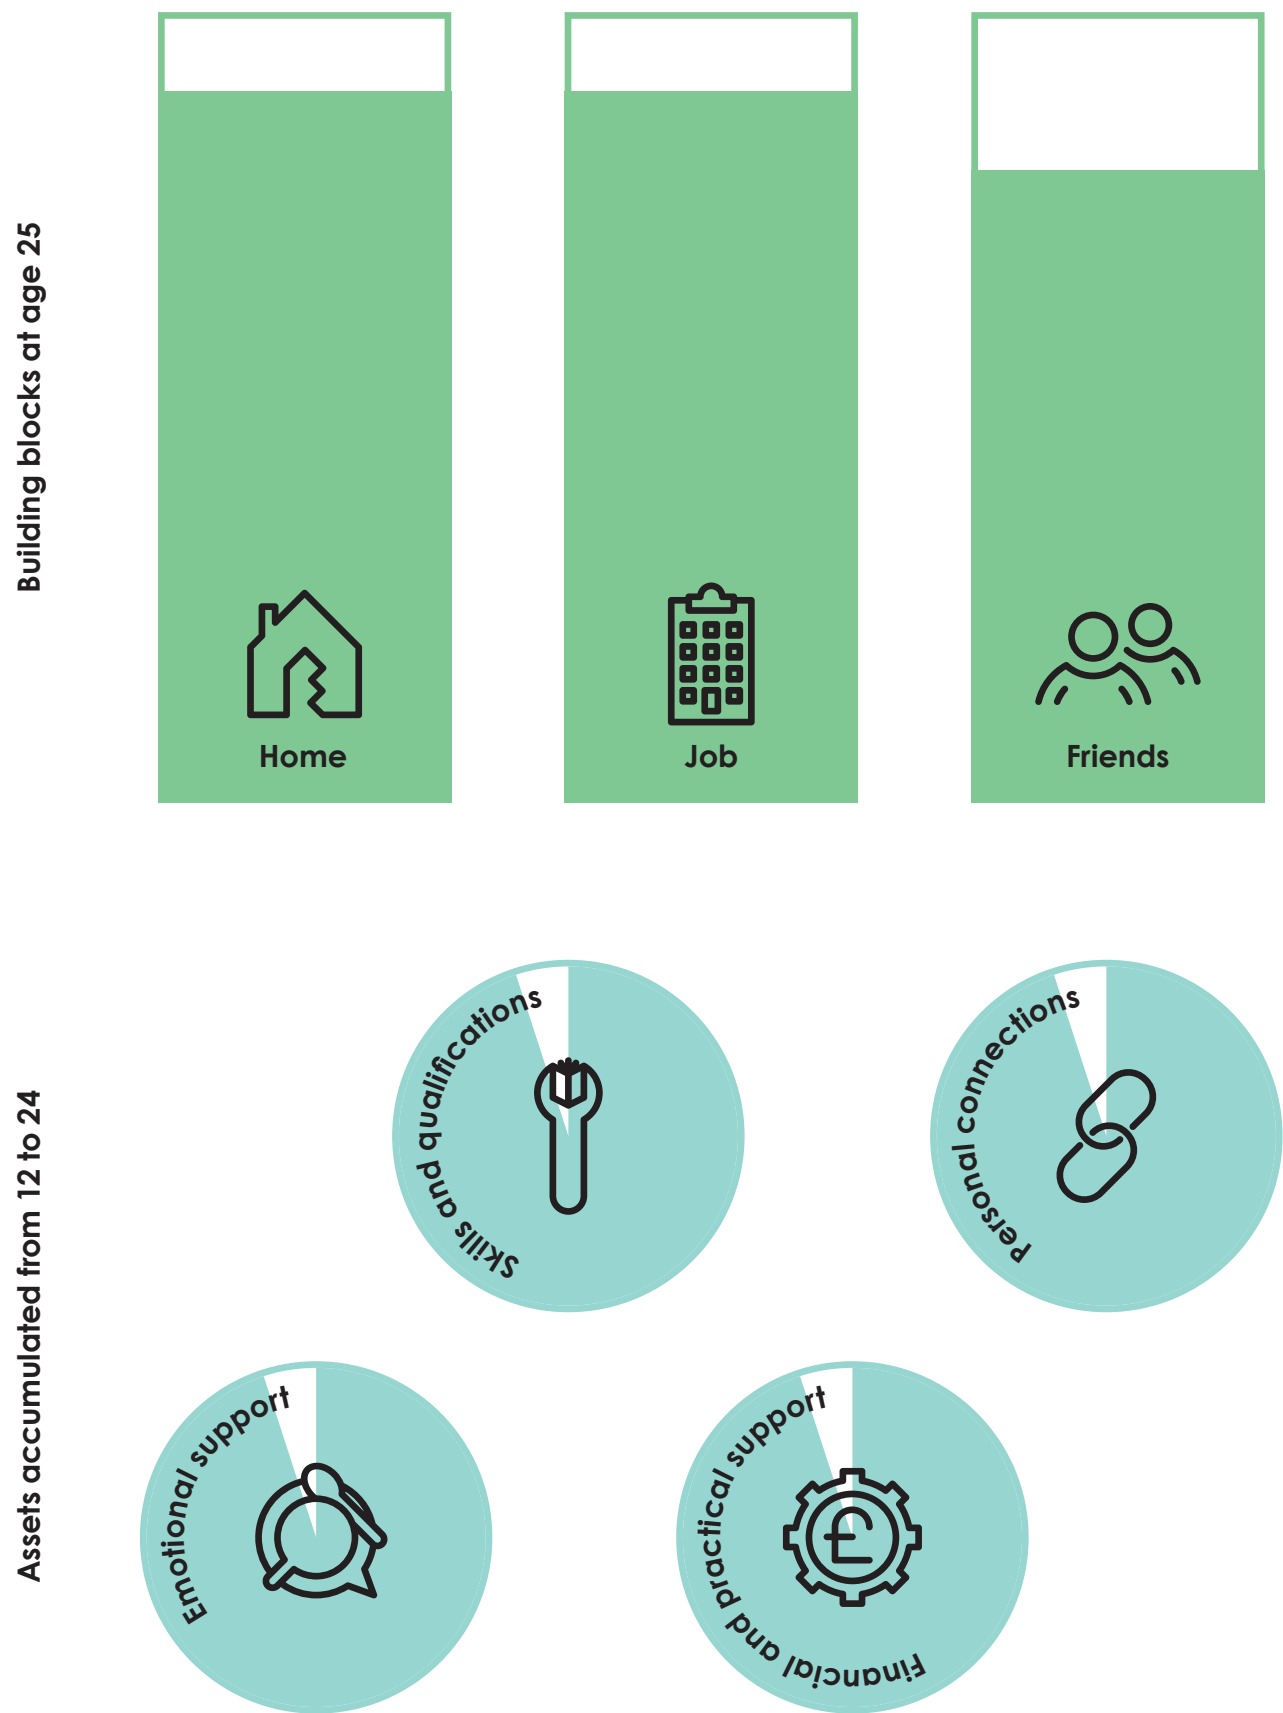 Building blocks at age 25
Home
Job
Friends
Assets accumulated from 12 to 24
Skills and qualifications
Personal connections
Emotional support
Financial and practical support
£